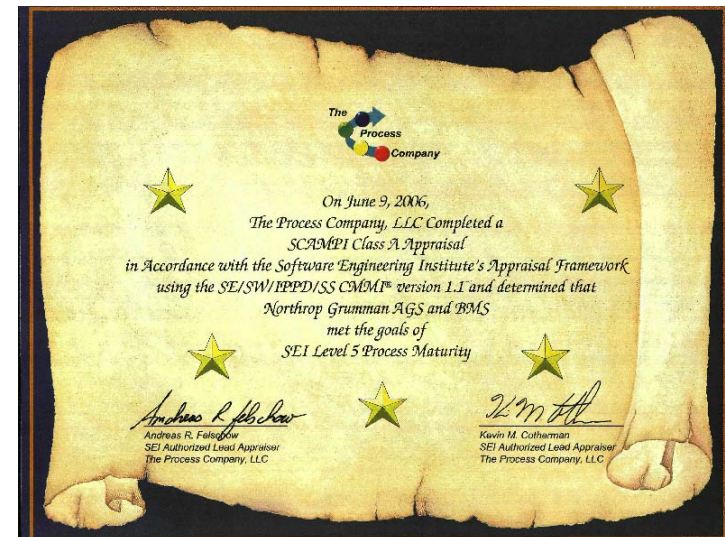 The
Process
Company
On June 9, 2006,
The Process Company, LLC Completed a
SCAMPI Class A Appraisal
in Accordance with the Software Engineering Institute's Appraisal Framework
using the SE/SW/IPPD/SS CMMI® version 1.1 and determined that
Northrop Grumman AGS and BMS
met the goals of
SEI Level 5 Process Maturity
Andreas R Felschow
Andreas R. Felschow
SEI Authorized Lead Appraiser
The Process Company, LLC
Kevin M. Cotherman
SEI Authorized Lead Appraiser
The Process Company, LLC